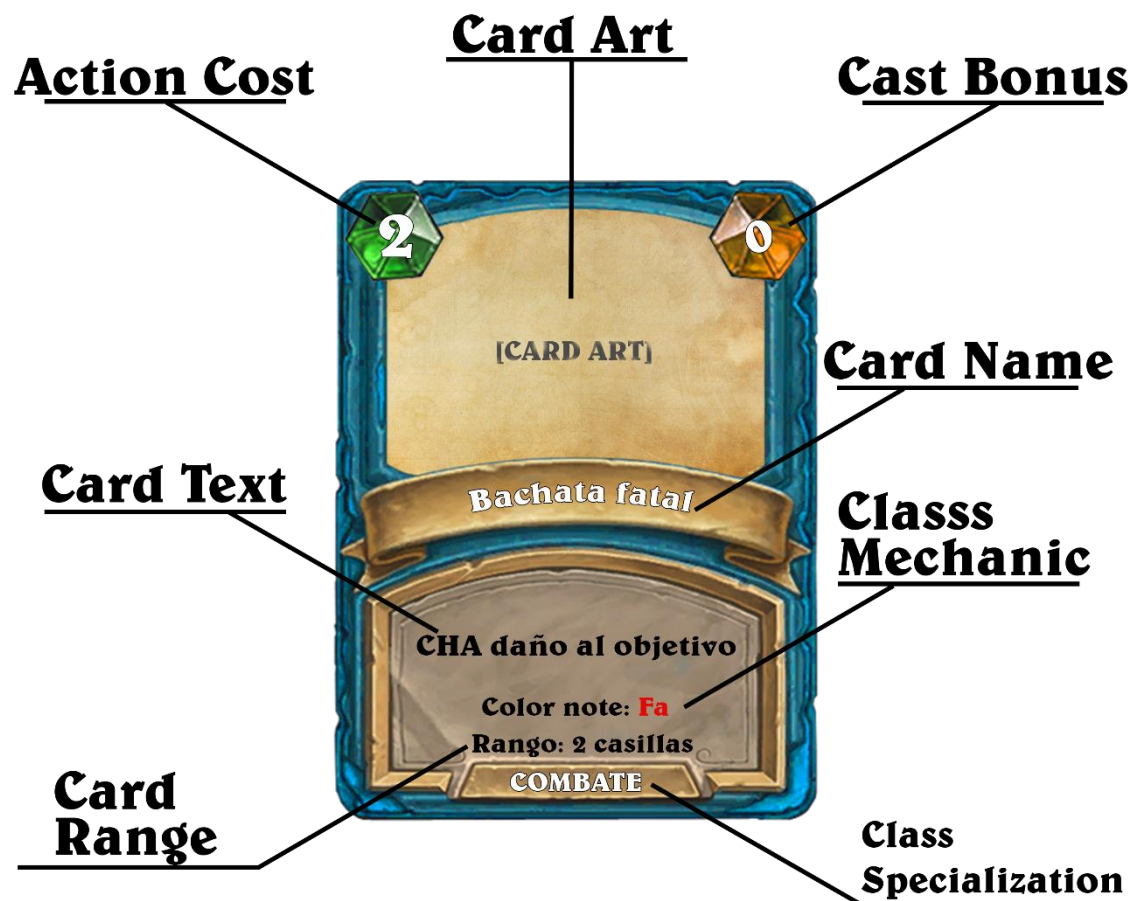 Card Art
Action Cost
Cast Bonus
2
0
[CARD ART]
Card Name
Bachata fatal
Card Text
Classs
Mechanic
CHA daño al objetivo
Color note: Fa
Rango: 2 casillas
COMBATE
Card
Range
Class
Specialization